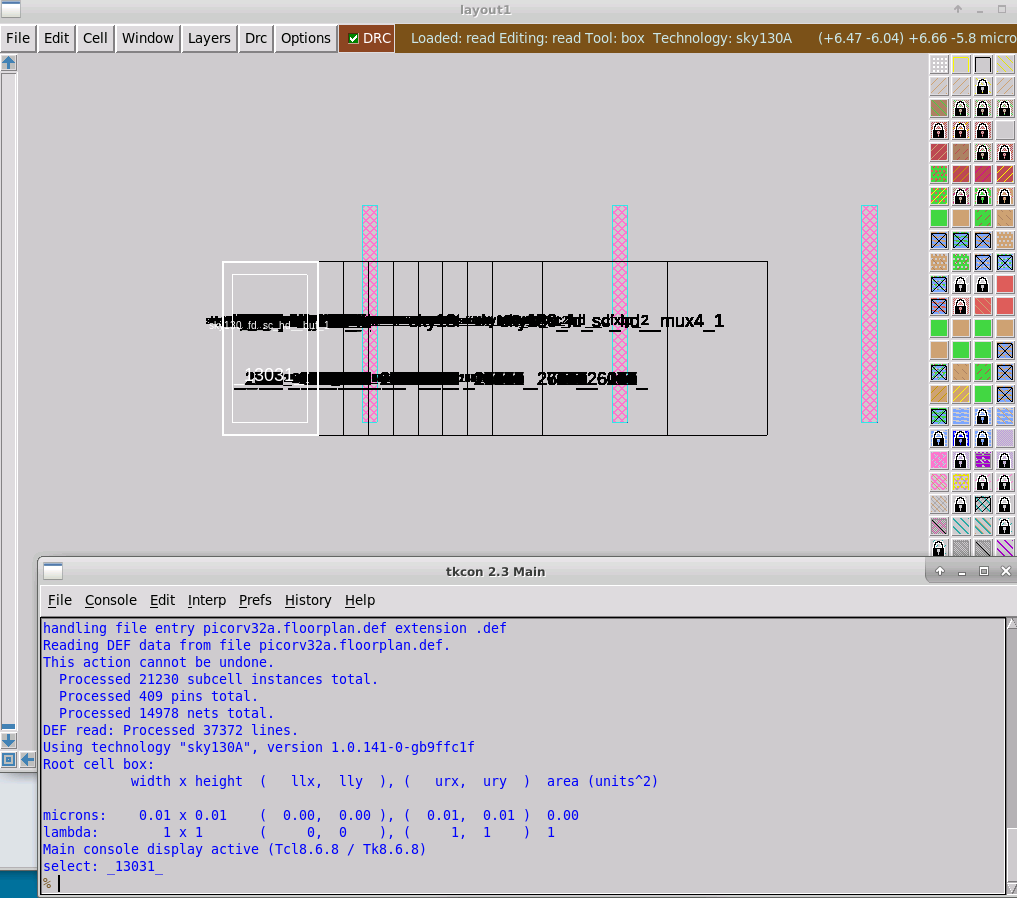 layout1
File Edit Cell Window Layers Drc Options DRC Loaded: read Editing: read Tool: box Technology: sky130A (+6.47 -6.04) +6.66 -5.8 micro
mux4_1
_13031_
tkcon 2.3 Main
File Console Edit Interp Prefs History Help
handling file entry picorv32a.floorplan.def extension .def
Reading DEF data from file picorv32a.floorplan.def.
This action cannot be undone.
  Processed 21230 subcell instances total.
  Processed 409 pins total.
  Processed 14978 nets total.
DEF read: Processed 37372 lines.
Using technology "sky130A", version 1.0.141-0-gb9ffc1f
Root cell box:
           width x height  (   llx,  lly  ), (   urx,  ury  )  area (units^2)
microns:    0.01 x 0.01    (  0.00,  0.00 ), (  0.01,  0.01 )  0.00
lambda:        1 x 1       (     0,  0    ), (     1,  1    )  1
Main console display active (Tcl8.6.8 / Tk8.6.8)
select: _13031_
%